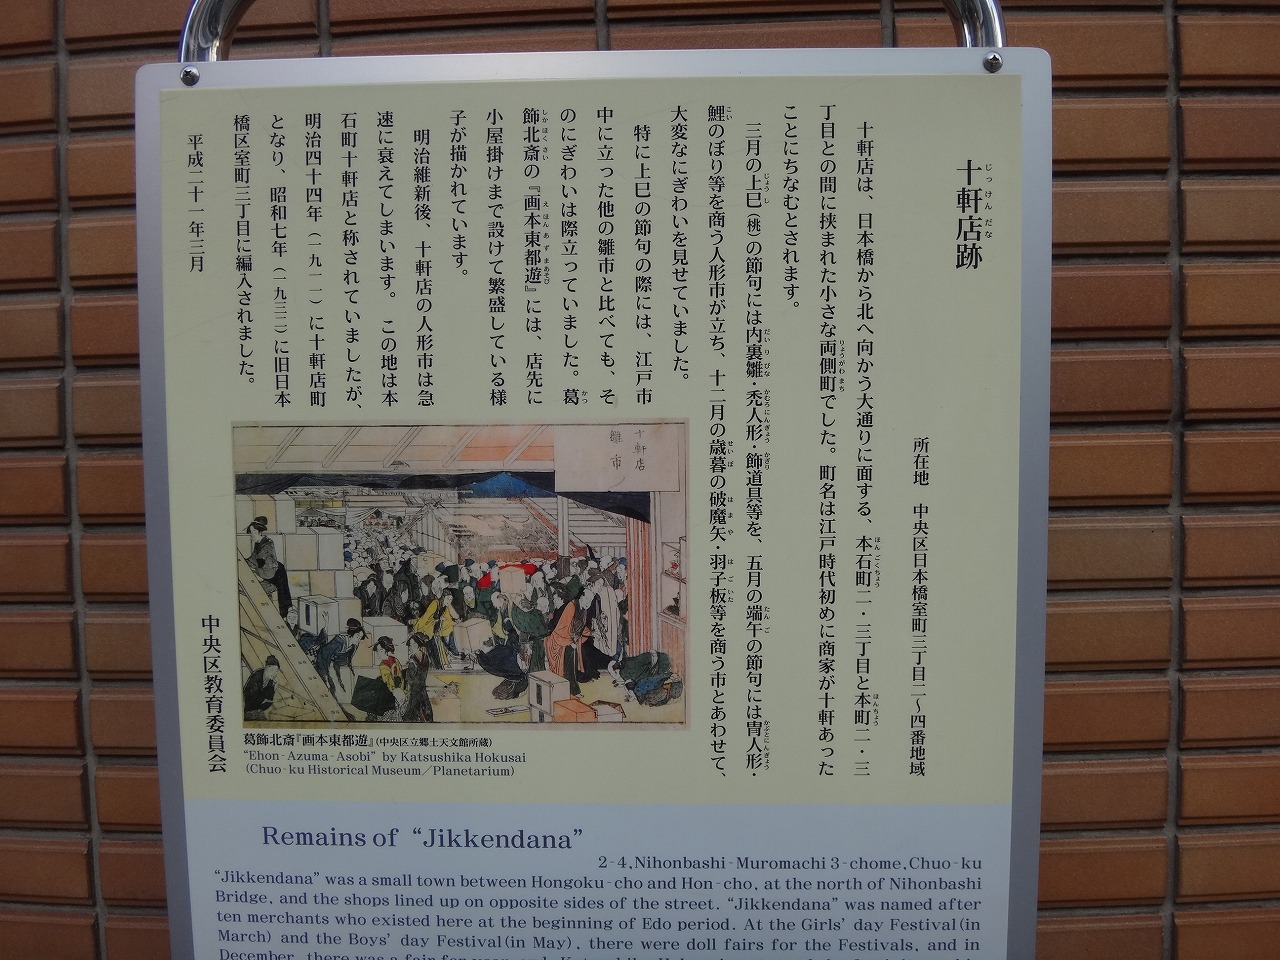 十軒店跡
じっけんだな
所在地　中央区日本橋室町三丁目二～四番地域
十軒店は、日本橋から北へ向かう大通りに面する、本石町二・三丁目と本町二・三
丁目との間に挟まれた小さな両側町でした。町名は江戸時代初めに商家が十軒あった
ことにちなむとされます。
三月の上巳（桃）の節句には内裏雛・禿人形・飾道具等を、五月の端午の節句には冑人形・
鯉のぼり等を商う人形市が立ち、十二月の歳暮の破魔矢・羽子板等を商う市とあわせて、
大変なにぎわいを見せていました。
特に上巳の節句の際には、江戸市
中に立った他の雛市と比べても、そ
のにぎわいは際立っていました。葛
飾北斎の『画本東都遊』には、店先に
小屋掛けまで設けて繁盛している様
子が描かれています。
明治維新後、十軒店の人形市は急
速に衰えてしまいます。この地は本
石町十軒店と称されていましたが、
明治四十四年（一九一一）に十軒店町
となり、昭和七年（一九三二）に旧日本
橋区室町三丁目に編入されました。
平成二十一年三月
中央区教育委員会
十軒店
雛市
葛飾北斎『画本東都遊』（中央区立郷土天文館所蔵）
“Ehon-Azuma-Asobi” by Katsushika Hokusai
（Chuo-ku Historical Museum／Planetarium）
Remains of “Jikkendana”
2-4,Nihonbashi-Muromachi 3-chome,Chuo-ku
“Jikkendana” was a small town between Hongoku-cho and Hon-cho, at the north of Nihonbashi
Bridge, and the shops lined up on opposite sides of the street. “Jikkendana” was named after
ten merchants who existed here at the beginning of Edo period. At the Girls’ day Festival(in
March) and the Boys’ day Festival(in May), there were doll fairs for the Festivals, and in
December, there was a fair for